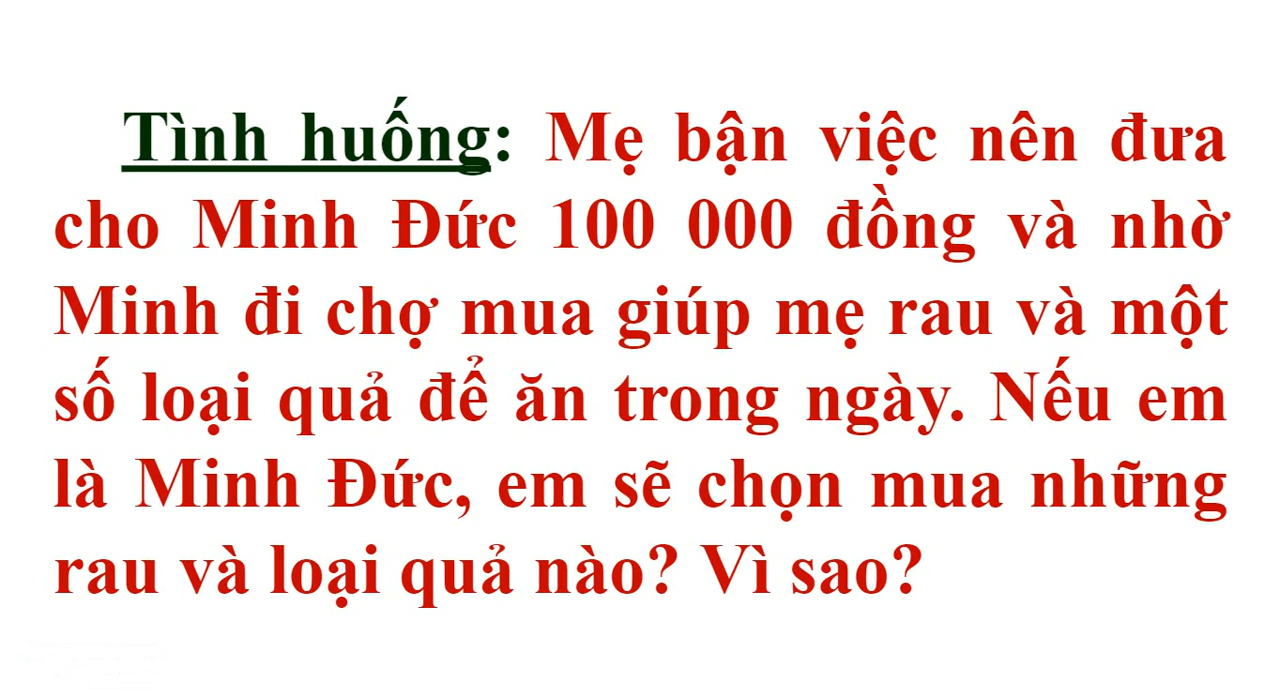 Tình huống: Mẹ bận việc nên đưa
cho Minh Đức 100 000 đồng và nhờ
Minh đi chợ mua giúp mẹ rau và một
số loại quả để ăn trong ngày. Nếu em
là Minh Đức, em sẽ chọn mua những
rau và loại quả nào? Vì sao?